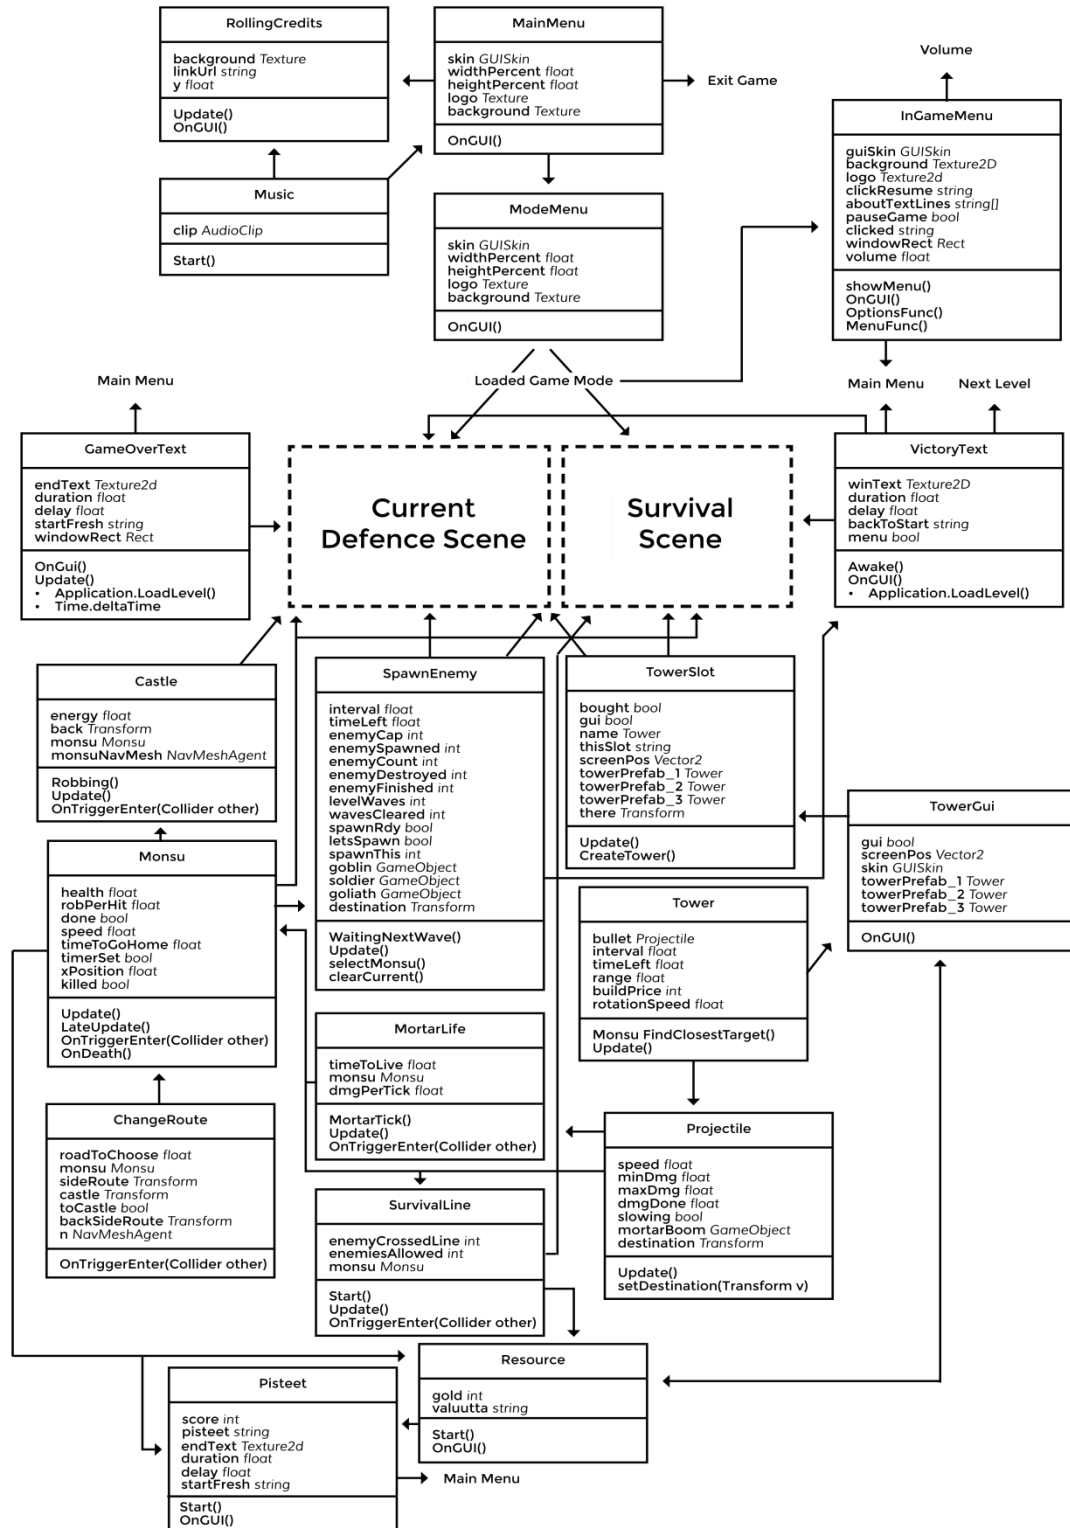 RollingCredits
background Texture
linkUrl string
y float
Update()
OnGUI()
MainMenu
skin GUISkin
widthPercent float
heightPercent float
logo Texture
background Texture
OnGUI()
Exit Game
Volume
InGameMenu
guiSkin GUISkin
background Texture2D
logo Texture2d
clickResume string
aboutTextLines string[]
pauseGame bool
clicked string
windowRect Rect
volume float
showMenu()
OnGUI()
OptionsFunc()
MenuFunc()
Music
clip AudioClip
Start()
ModeMenu
skin GUISkin
widthPercent float
heightPercent float
logo Texture
background Texture
OnGUI()
Main Menu
Loaded Game Mode
Main Menu
Next Level
GameOverText
endText Texture2d
duration float
delay float
startFresh string
windowRect Rect
OnGui()
Update()
• Application.LoadLevel()
• Time.deltaTime
Current
Defence Scene
Survival
Scene
VictoryText
winText Texture2D
duration float
delay float
backToStart string
menu bool
Awake()
OnGUI()
• Application.LoadLevel()
Castle
energy float
back Transform
monsu Monsu
monsuNavMesh NavMeshAgent
Robbing()
Update()
OnTriggerEnter(Collider other)
SpawnEnemy
interval float
timeLeft float
enemyCap int
enemySpawned int
enemyCount int
enemyDestroyed int
enemyFinished int
levelWaves int
wavesCleared int
spawnRdy bool
letsSpawn bool
spawnThis int
goblin GameObject
soldier GameObject
goliath GameObject
destination Transform
WaitingNextWave()
Update()
selectMonsu()
clearCurrent()
TowerSlot
bought bool
gui bool
name Tower
thisSlot string
screenPos Vector2
towerPrefab_1 Tower
towerPrefab_2 Tower
towerPrefab_3 Tower
there Transform
Update()
CreateTower()
TowerGui
gui bool
screenPos Vector2
skin GUISkin
towerPrefab_1 Tower
towerPrefab_2 Tower
towerPrefab_3 Tower
OnGUI()
Monsu
health float
robPerHit float
done bool
speed float
timeToGoHome float
timerSet bool
xPosition float
killed bool
Update()
LateUpdate()
OnTriggerEnter(Collider other)
OnDeath()
Tower
bullet Projectile
interval float
timeLeft float
range float
buildPrice int
rotationSpeed float
Monsu FindClosestTarget()
Update()
MortarLife
timeToLive float
monsu Monsu
dmgPerTick float
MortarTick()
Update()
OnTriggerEnter(Collider other)
ChangeRoute
roadToChoose float
monsu Monsu
sideRoute Transform
castle Transform
toCastle bool
backSideRoute Transform
n NavMeshAgent
OnTriggerEnter(Collider other)
Projectile
speed float
minDmg float
maxDmg float
dmgDone float
slowing bool
mortarBoom GameObject
destination Transform
Update()
setDestination(Transform v)
SurvivalLine
enemyCrossedLine int
enemiesAllowed int
monsu Monsu
Start()
Update()
OnTriggerEnter(Collider other)
Resource
gold int
valuutta string
Start()
OnGUI()
Pisteet
score int
pisteet string
endText Texture2d
duration float
delay float
startFresh string
Start()
OnGUI()
Main Menu